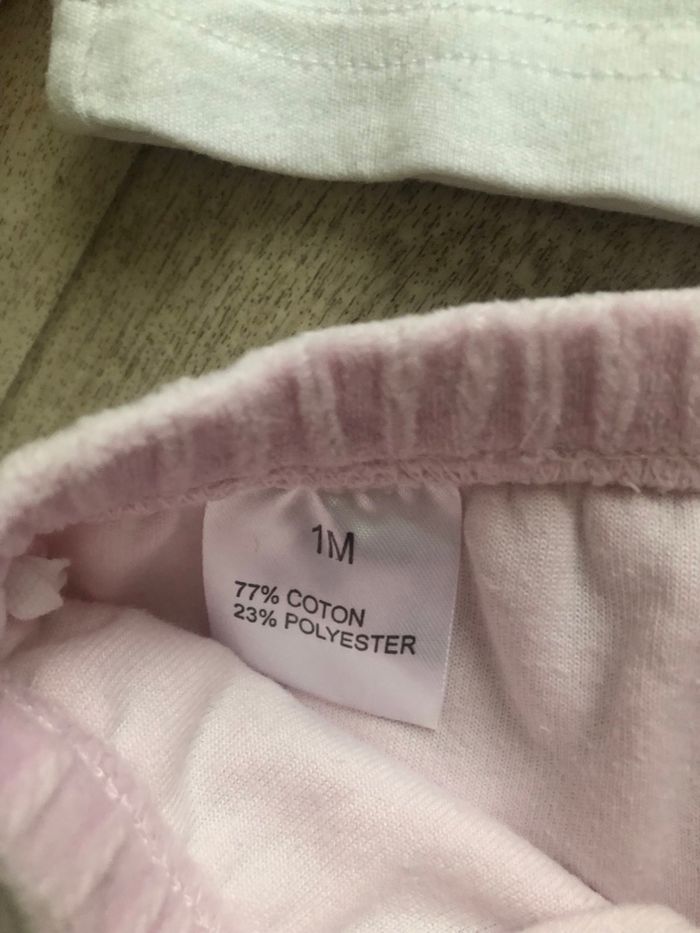 1M
77% COTON
23% POLYESTER